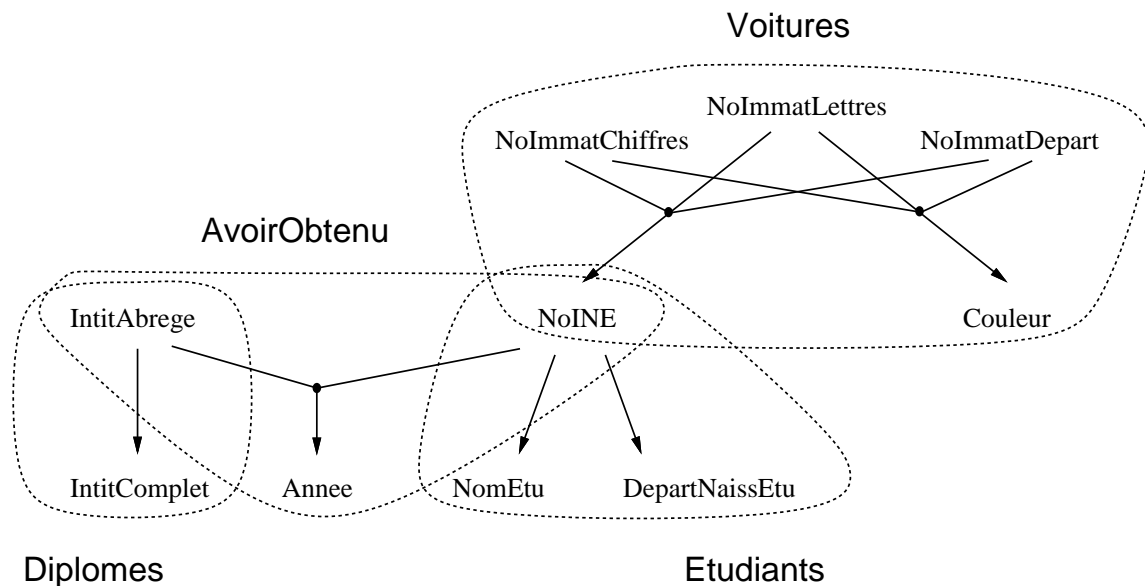 Voitures
NoImmatLettres
NoImmatChiffres NoImmatDepart
AvoirObtenu
IntitAbrege NoINE Couleur
IntitComplet Annee NomEtu DepartNaissEtu
Diplomes Etudiants